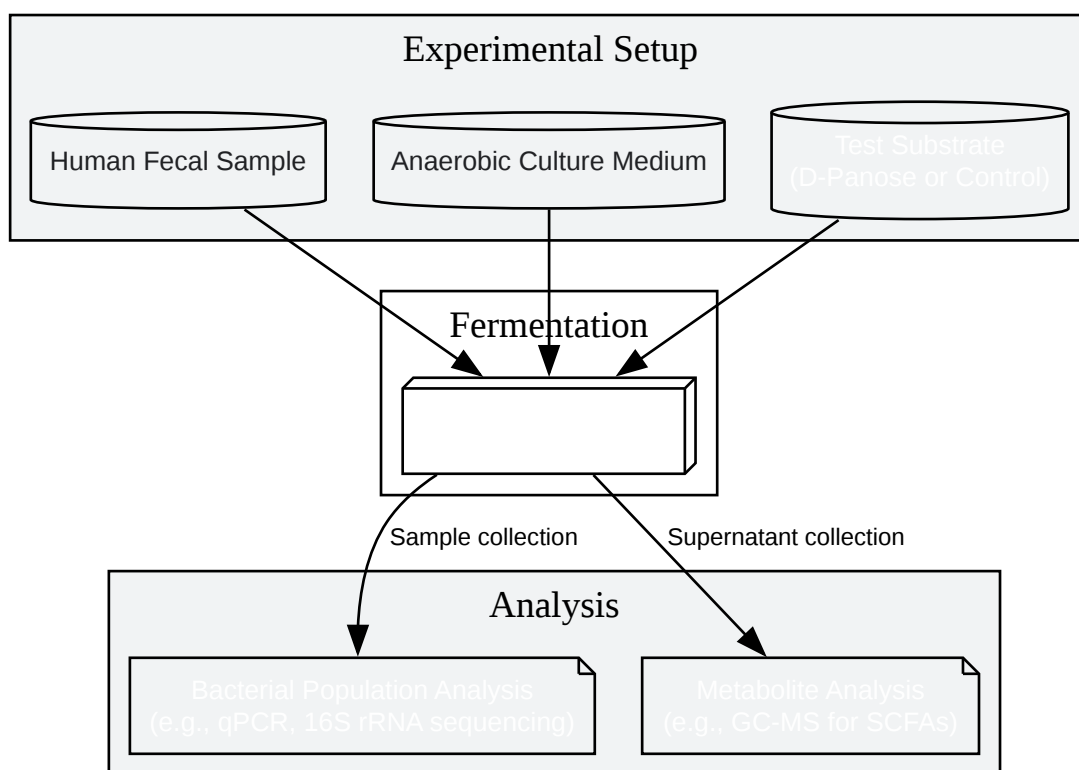 Experimental Setup
Human Fecal Sample
Anaerobic Culture Medium
Test Substrate
(D-Panose or Control)
Fermentation
Sample collection
Supernatant collection
Analysis
Bacterial Population Analysis
(e.g., qPCR, 16S rRNA sequencing)
Metabolite Analysis
(e.g., GC-MS for SCFAs)